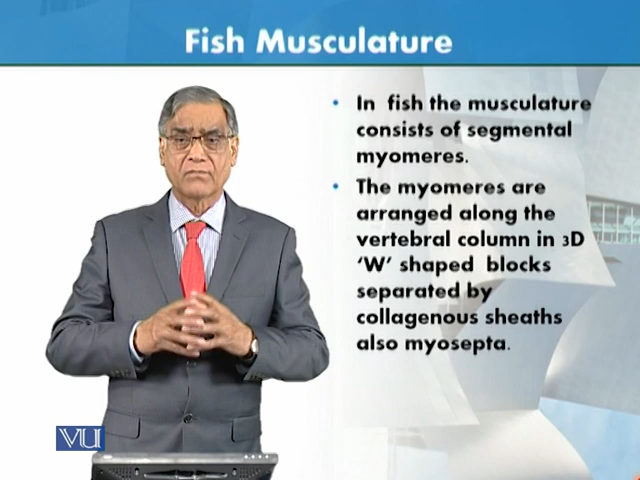 Fish Musculature
• In fish the musculature
consists of segmental
myomeres.
• The myomeres are
arranged along the
vertebral column in 3D
‘W’ shaped blocks
separated by
collagenous sheaths
also myosepta.
VU